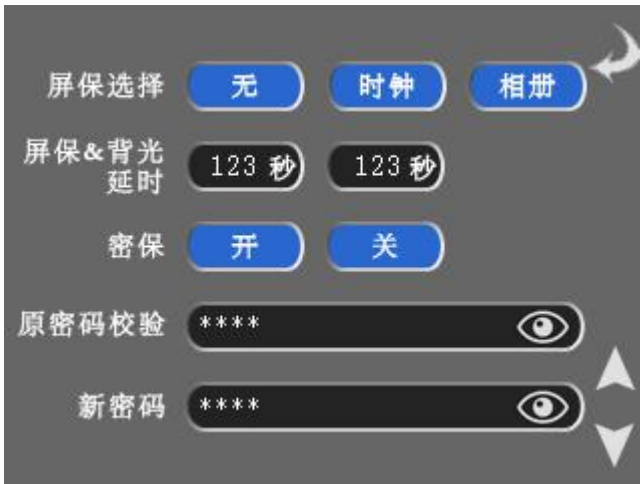 屏保选择 无 时钟 相册
屏保&背光 123 秒 123 秒
延时
密保 开 关
原密码校验 ****
新密码 ****